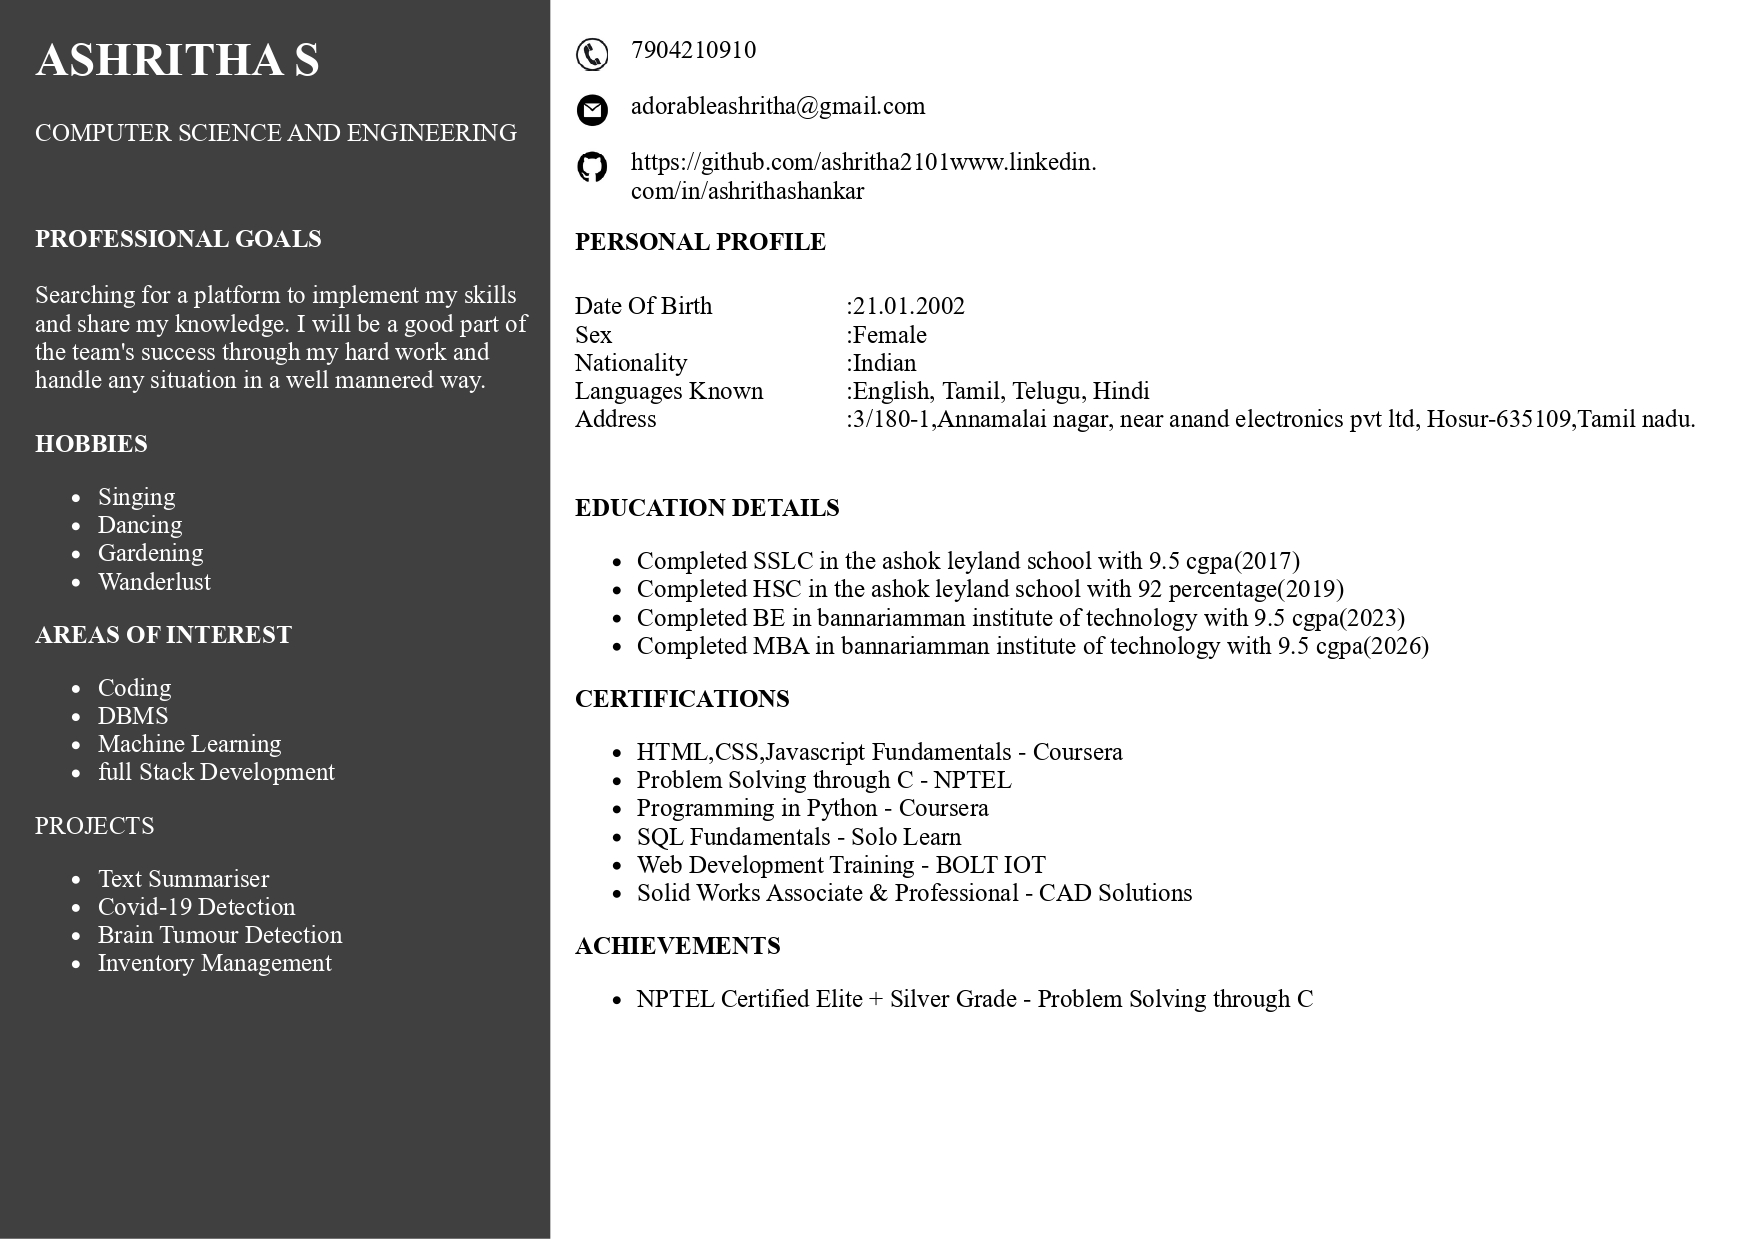 ASHRITHA S
COMPUTER SCIENCE AND ENGINEERING
PROFESSIONAL GOALS
Searching for a platform to implement my skills
and share my knowledge. I will be a good part of
the team's success through my hard work and
handle any situation in a well mannered way.
HOBBIES
• Singing
• Dancing
• Gardening
• Wanderlust
AREAS OF INTEREST
• Coding
• DBMS
• Machine Learning
• full Stack Development
PROJECTS
• Text Summariser
• Covid-19 Detection
• Brain Tumour Detection
• Inventory Management
7904210910
adorableashritha@gmail.com
https://github.com/ashritha2101www.linkedin.
com/in/ashrithashankar
PERSONAL PROFILE
Date Of Birth :21.01.2002
Sex :Female
Nationality :Indian
Languages Known :English, Tamil, Telugu, Hindi
Address :3/180-1,Annamalai nagar, near anand electronics pvt ltd, Hosur-635109,Tamil nadu.
EDUCATION DETAILS
• Completed SSLC in the ashok leyland school with 9.5 cgpa(2017)
• Completed HSC in the ashok leyland school with 92 percentage(2019)
• Completed BE in bannariamman institute of technology with 9.5 cgpa(2023)
• Completed MBA in bannariamman institute of technology with 9.5 cgpa(2026)
CERTIFICATIONS
• HTML,CSS,Javascript Fundamentals - Coursera
• Problem Solving through C - NPTEL
• Programming in Python - Coursera
• SQL Fundamentals - Solo Learn
• Web Development Training - BOLT IOT
• Solid Works Associate & Professional - CAD Solutions
ACHIEVEMENTS
• NPTEL Certified Elite + Silver Grade - Problem Solving through C